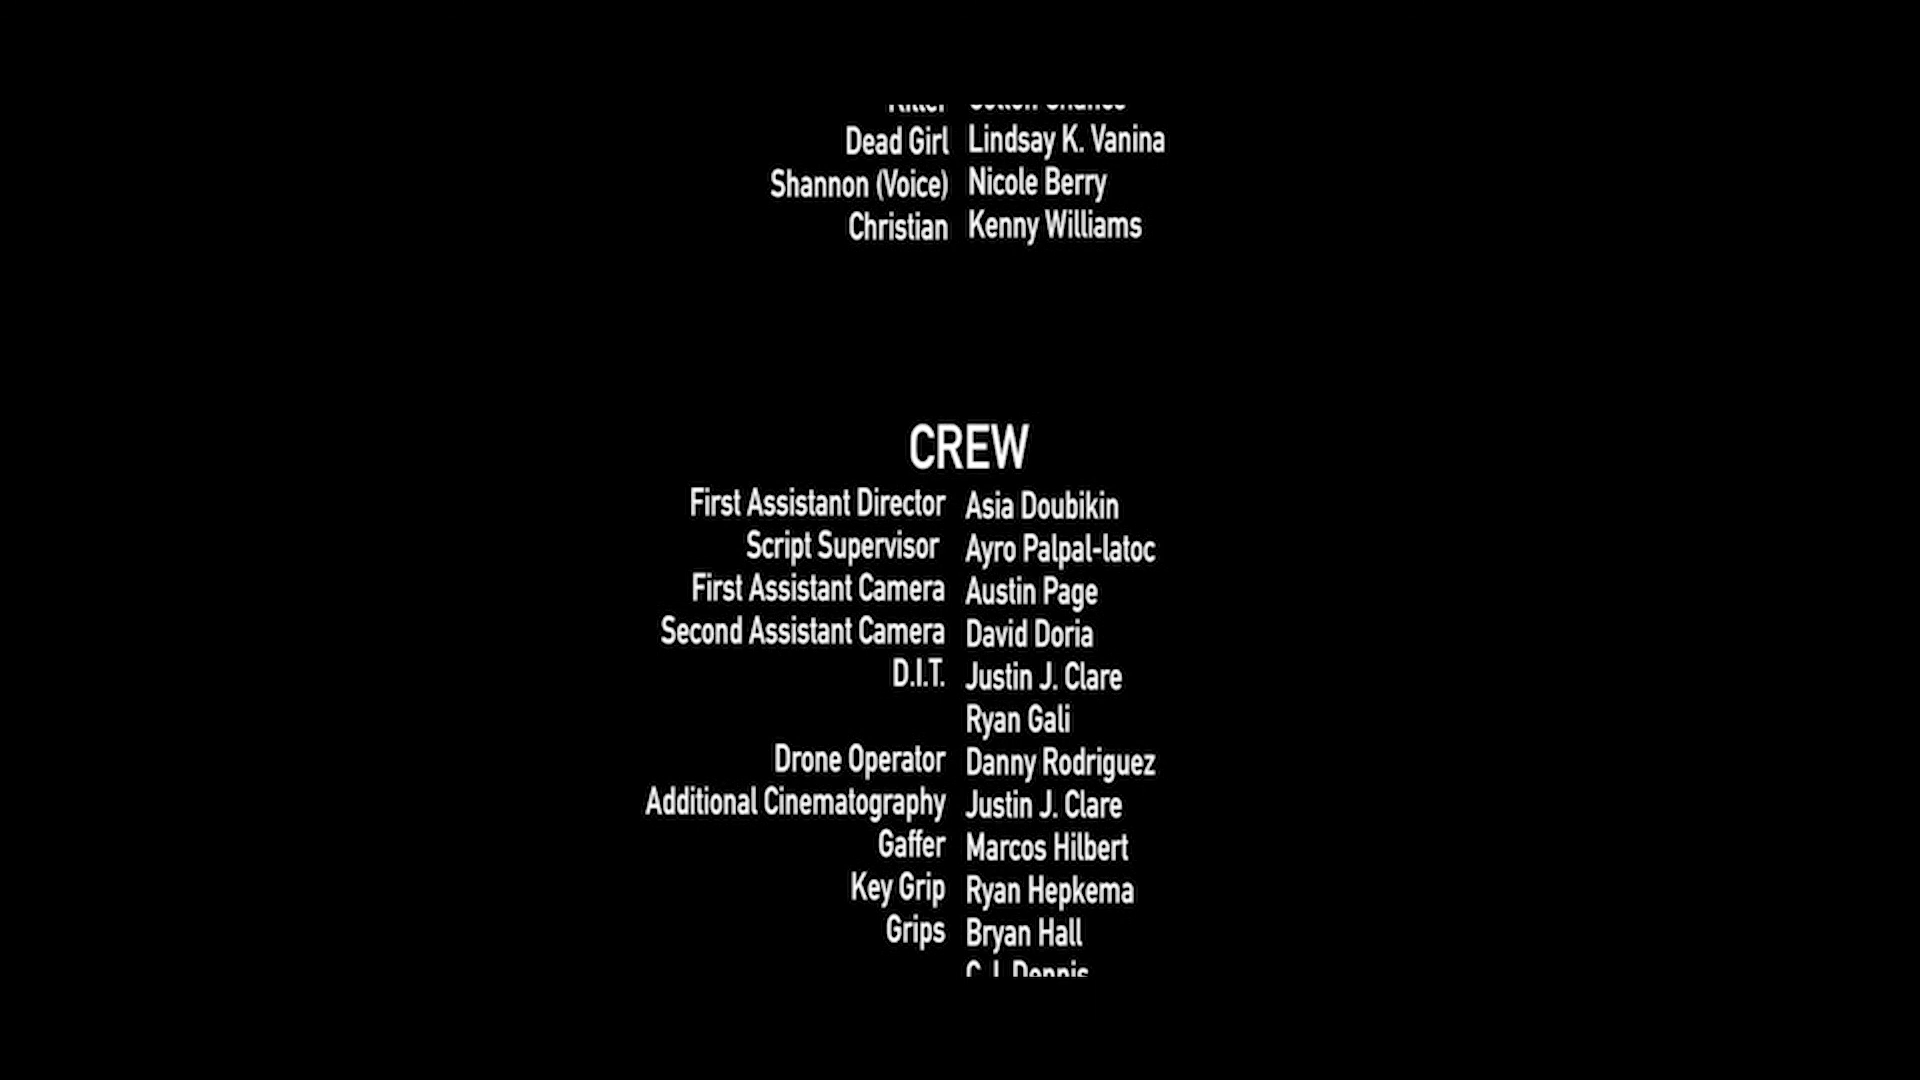 Dead Girl Lindsay K. Vanina
Shannon (Voice) Nicole Berry
Christian Kenny Williams
CREW
First Assistant Director Asia Doubikin
Script Supervisor Ayro Palpal-latoc
First Assistant Camera Austin Page
Second Assistant Camera David Doria
D.I.T. Justin J. Clare
Ryan Gali
Drone Operator Danny Rodriguez
Additional Cinematography Justin J. Clare
Gaffer Marcos Hilbert
Key Grip Ryan Hepkema
Grips Bryan Hall